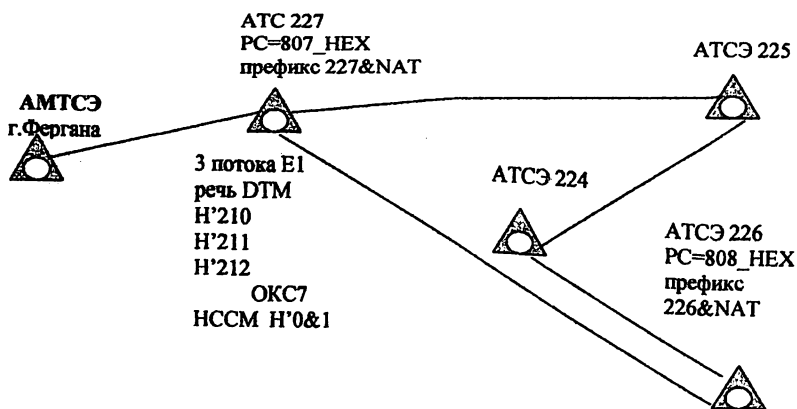 АТС 227
PC=807_HEX
префикс 227&NAT
АТСЭ 225
АМТСЭ
г.Фергана
3 потока Е1
речь DTM
H'210
H'211
H'212
ОКС7
HCCM H'0&1
АТСЭ 224
АТСЭ 226
PC=808_HEX
префикс
226&NAT